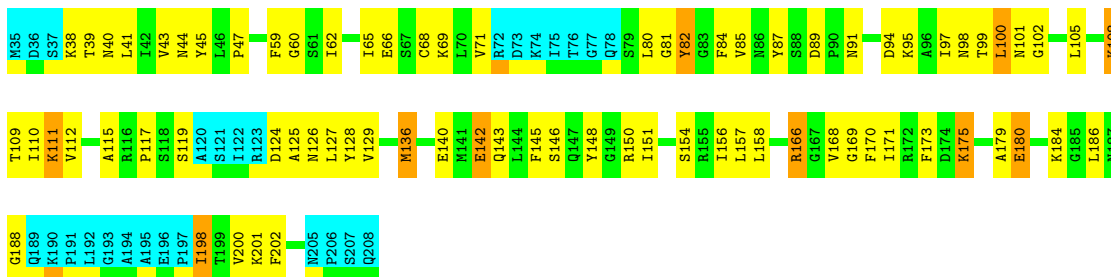 M35 D36 S37 K38 T39 N40 L41 I42 V43 N44 Y45 L46 P47 F59 G60 S61 I62 I65 E66 S67 C68 K69 L70 V71 R72 D73 K74 I75 T76 G77 Q78 S79 L80 G81 Y82 G83 F84 V85 N86 Y87 S88 D89 P90 N91 D94 K95 A96 I97 N98 T99 L100 N101 G102 L105
T109 I110 K111 V112 A115 R116 P117 S118 S119 A120 S121 I122 R123 D124 A125 N126 L127 Y128 V129 M136 E140 M141 E142 Q143 L144 F145 S146 Q147 Y148 G149 R150 I151 S154 R155 I156 L157 L158 R166 G167 V168 G169 F170 I171 R172 F173 D174 K175 A179 E180 K184 G185 L186
G188 Q189 K190 P191 L192 G193 A194 A195 E196 P197 I198 T199 V200 K201 F202 N205 P206 S207 Q208